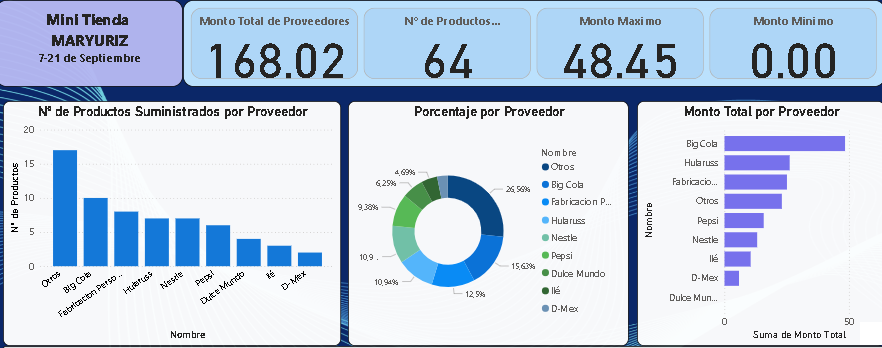 Mini Tienda
MARYURIZ
7-21 de Septiembre
Monto Total de Proveedores
168.02
N° de Productos...
64
Monto Maximo
48.45
Monto Minimo
0.00
N° de Productos Suministrados por Proveedor
20
15
10
5
0
N° de Productos
Otros
Big Cola
Fabricacion Perso...
Hularuss
Nestle
Pepsi
Dulce Mundo
Ilé
D-Mex
Nombre
Porcentaje por Proveedor
4,69%
6,25%
9,38%
10,9...
10,94%
12,5%
15,63%
26,56%
Nombre
Otros
Big Cola
Fabricacion P...
Hularuss
Nestle
Pepsi
Dulce Mundo
Ilé
D-Mex
Monto Total por Proveedor
Nombre
Big Cola
Hularuss
Fabricacio...
Otros
Pepsi
Nestle
Ilé
D-Mex
Dulce Mun...
0
50
Suma de Monto Total